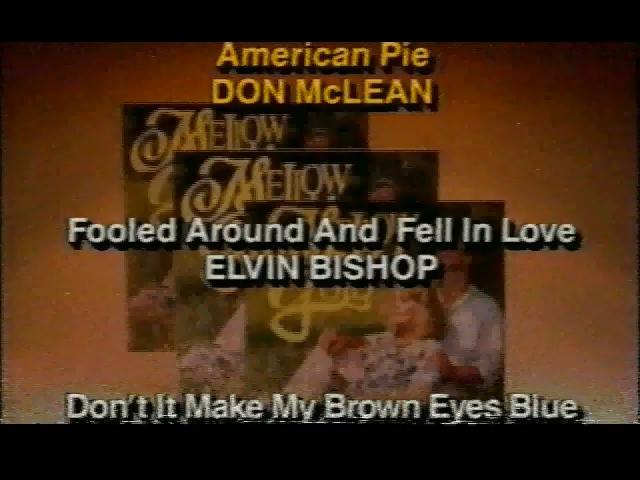 American Pie
DON McLEAN
MELLOW
MELLOW
Fooled Around And Fell In Love
ELVIN BISHOP
Gold
Don't It Make My Brown Eyes Blue